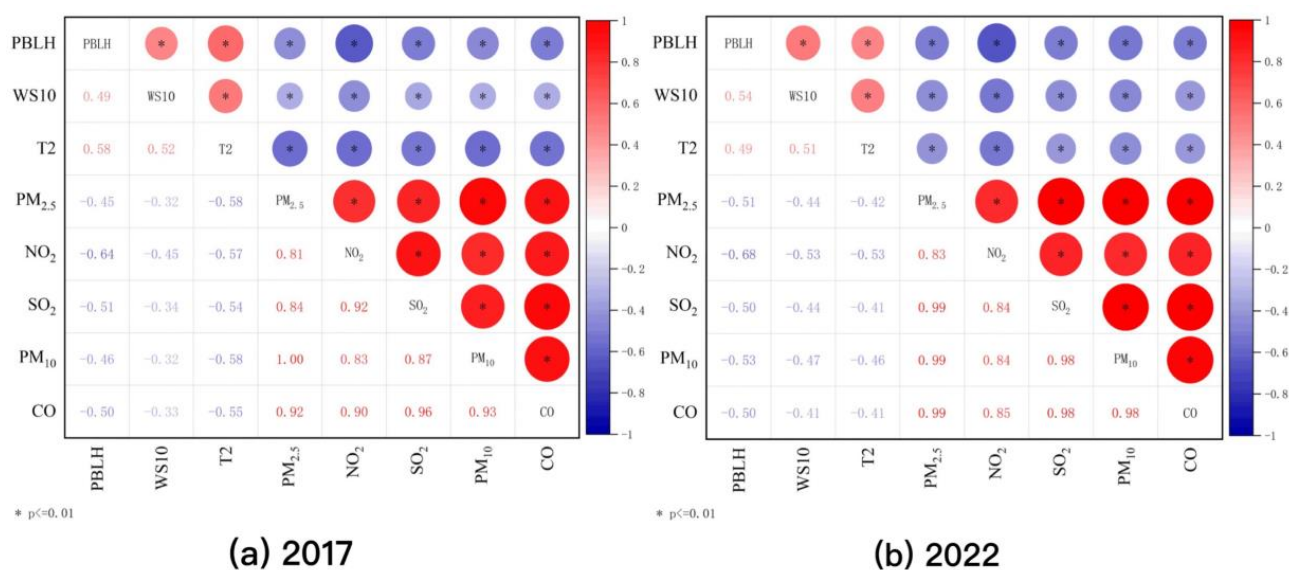 PBLH PBLH * * * * * * * 1
WS10 0.49 WS10 * * * * * * 0.8
T2 0.58 0.52 T2 * * * * * 0.6
0.4
PM2.5 -0.45 -0.32 -0.58 PM2.5 * * * * 0.2
NO2 -0.64 -0.45 -0.57 0.81 NO2 * * * 0
-0.2
SO2 -0.51 -0.34 -0.54 0.84 0.92 SO2 * * -0.4
PM10 -0.46 -0.32 -0.58 1.00 0.83 0.87 PM10 * -0.6
-0.8
CO -0.50 -0.33 -0.55 0.92 0.90 0.96 0.93 CO -1
PBLH WS10 T2 PM2.5 NO2 SO2 PM10 CO
* p<=0.01
(a) 2017
PBLH PBLH * * * * * * * 1
WS10 0.54 WS10 * * * * * * 0.8
T2 0.49 0.51 T2 * * * * * 0.6
0.4
PM2.5 -0.51 -0.44 -0.42 PM2.5 * * * * 0.2
NO2 -0.68 -0.53 -0.53 0.83 NO2 * * * 0
-0.2
SO2 -0.50 -0.44 -0.41 0.99 0.84 SO2 * * -0.4
PM10 -0.53 -0.47 -0.46 0.99 0.84 0.98 PM10 * -0.6
-0.8
CO -0.50 -0.41 -0.41 0.99 0.85 0.98 0.98 CO -1
PBLH WS10 T2 PM2.5 NO2 SO2 PM10 CO
* p<=0.01
(b) 2022